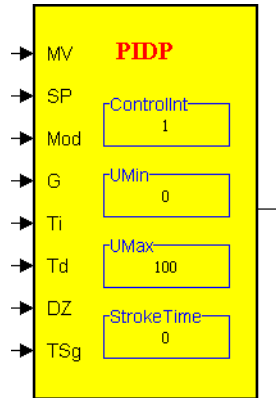 MV
PIDP
SP
ControlInt
1
Mod
G
UMin
0
Ti
Td
UMax
100
DZ
StrokeTime
0
TSg